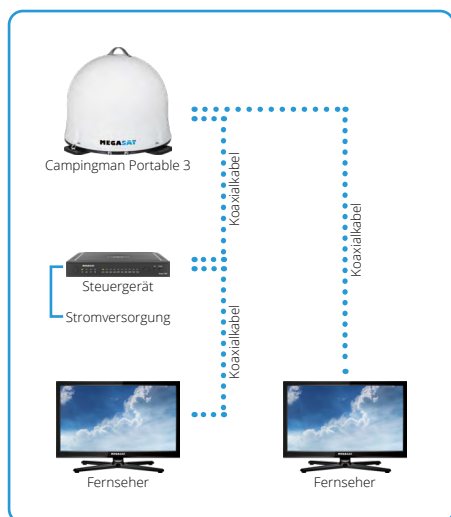 MEGASAT
Campingman Portable 3
Koaxialkabel
Koaxialkabel
Steuergerät
Stromversorgung
Koaxialkabel
Fernseher
Fernseher